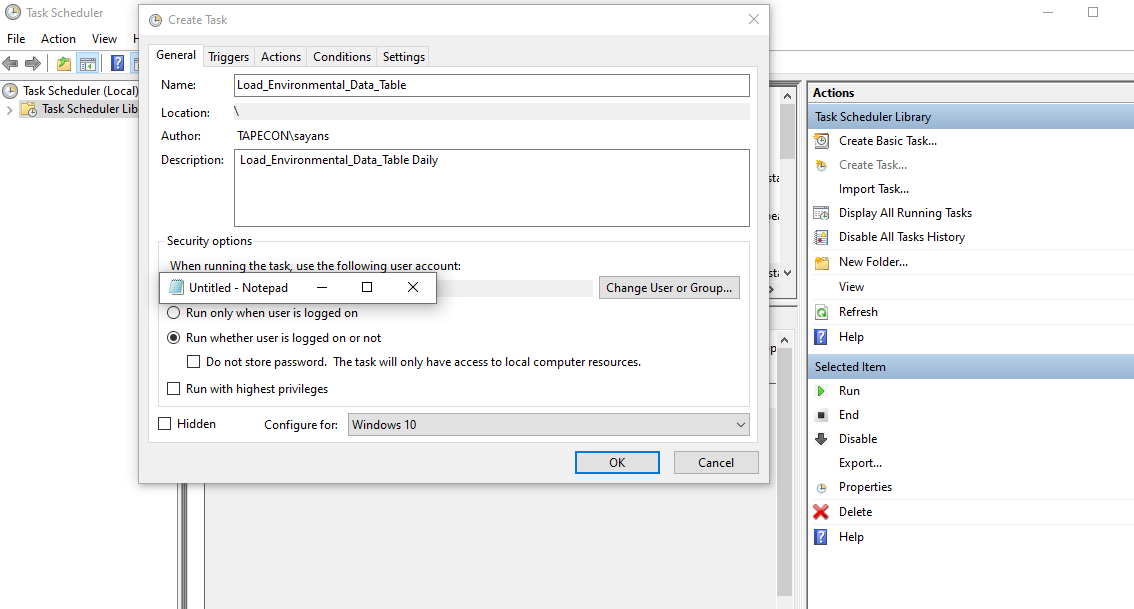 Task Scheduler
File Action View
Task Scheduler (Local)
Task Scheduler Lib
Create Task
General Triggers Actions Conditions Settings
Name: Load_Environmental_Data_Table
Location: \
Author: TAPECON\sayans
Description: Load_Environmental_Data_Table Daily
Security options
When running the task, use the following user account:
Untitled - Notepad
Change User or Group...
Run only when user is logged on
Run whether user is logged on or not
Do not store password. The task will only have access to local computer resources.
Run with highest privileges
Hidden Configure for: Windows 10
OK Cancel
Actions
Task Scheduler Library
Create Basic Task...
Create Task...
Import Task...
Display All Running Tasks
Disable All Tasks History
New Folder...
View
Refresh
Help
Selected Item
Run
End
Disable
Export...
Properties
Delete
Help